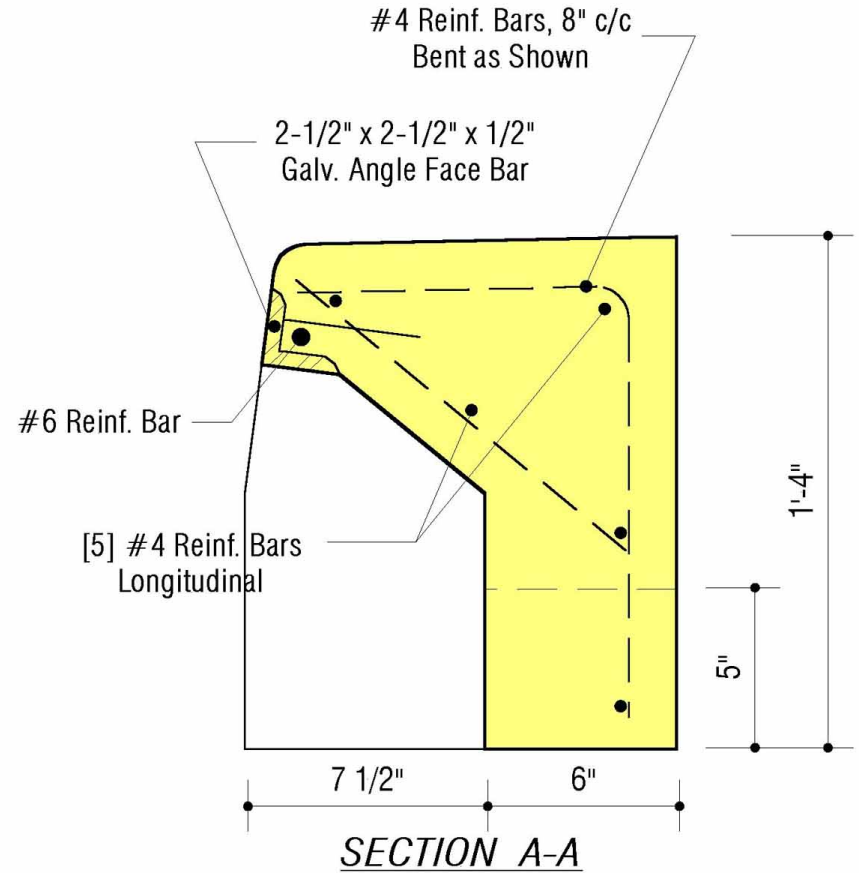 #4 Reinf. Bars, 8" c/c
Bent as Shown
2-1/2" x 2-1/2" x 1/2"
Galv. Angle Face Bar
#6 Reinf. Bar
[5] #4 Reinf. Bars
Longitudinal
1'-4"
5"
7 1/2"
6"
SECTION A-A